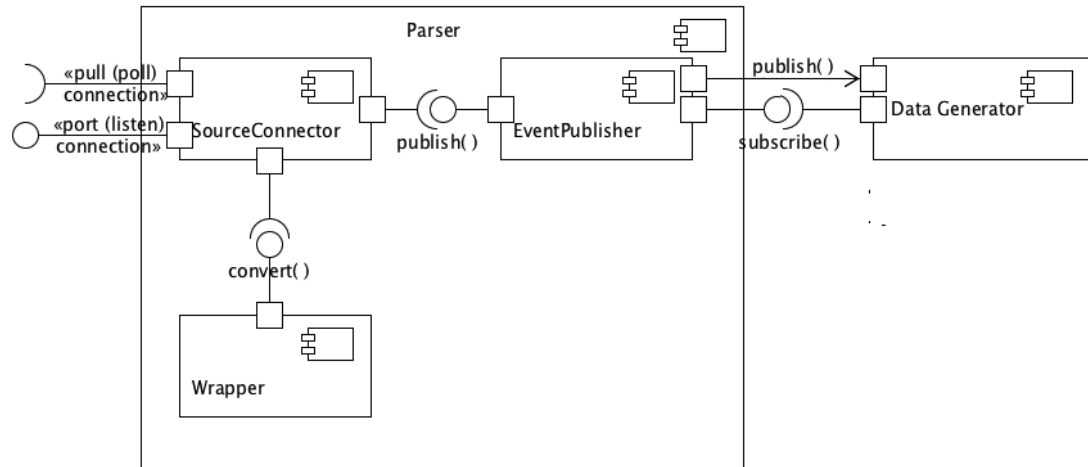 Parser
«pull (poll)
connection»
«port (listen)
connection»
SourceConnector
publish( )
EventPublisher
publish( )
subscribe( )
Data Generator
convert( )
Wrapper